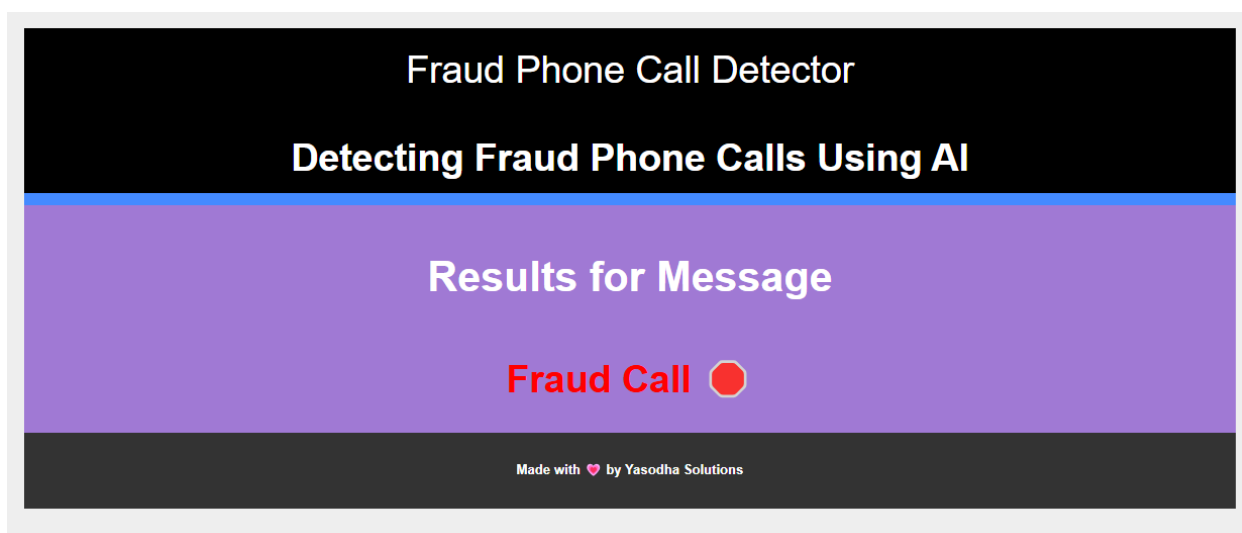 Fraud Phone Call Detector
Detecting Fraud Phone Calls Using AI
Results for Message
Fraud Call 🛑
Made with 💗 by Yasodha Solutions